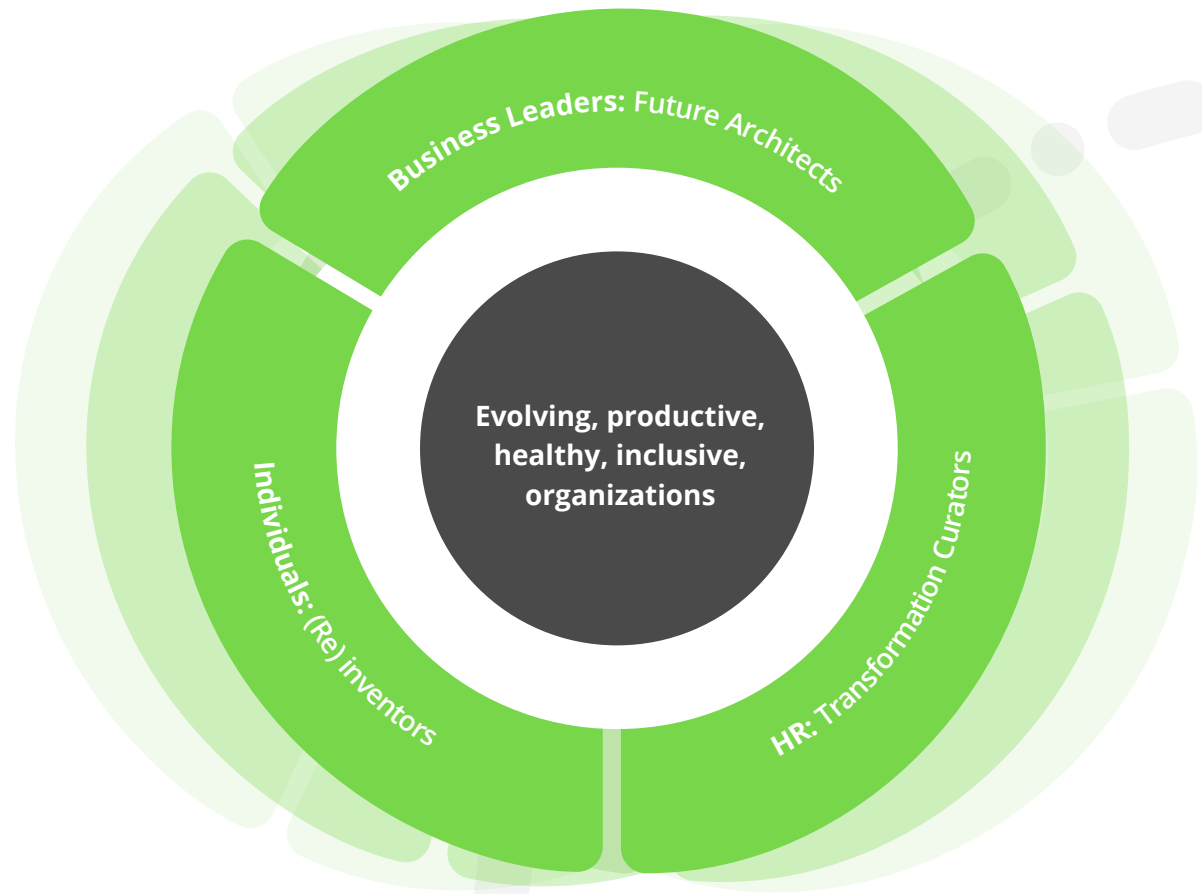 Business Leaders: Future Architects
Evolving, productive,
healthy, inclusive,
organizations
Individuals: (Re) inventors
HR: Transformation Curators